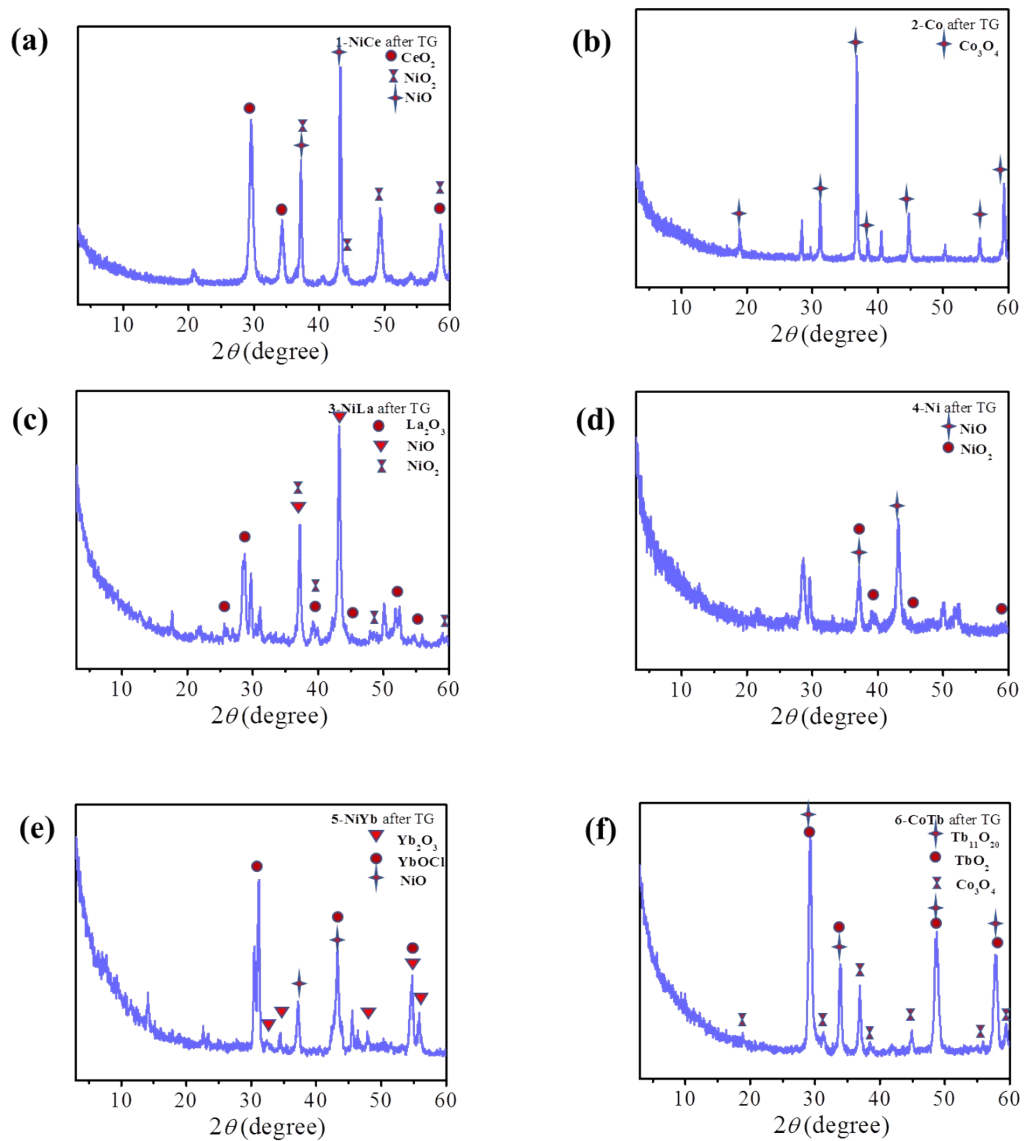 (a)
1-NiCe after TG
CeO₂
NiO₂
NiO
10 20 30 40 50 60
2θ (degree)
(b)
2-Co after TG
Co₃O₄
10 20 30 40 50 60
2θ (degree)
(c)
3-NiLa after TG
La₂O₃
NiO
NiO₂
10 20 30 40 50 60
2θ (degree)
(d)
4-Ni after TG
NiO
NiO₂
10 20 30 40 50 60
2θ (degree)
(e)
5-NiYb after TG
Yb₂O₃
YbOCl
NiO
10 20 30 40 50 60
2θ (degree)
(f)
6-CoTb after TG
Tb₁₁O₂₀
TbO₂
Co₃O₄
10 20 30 40 50 60
2θ (degree)